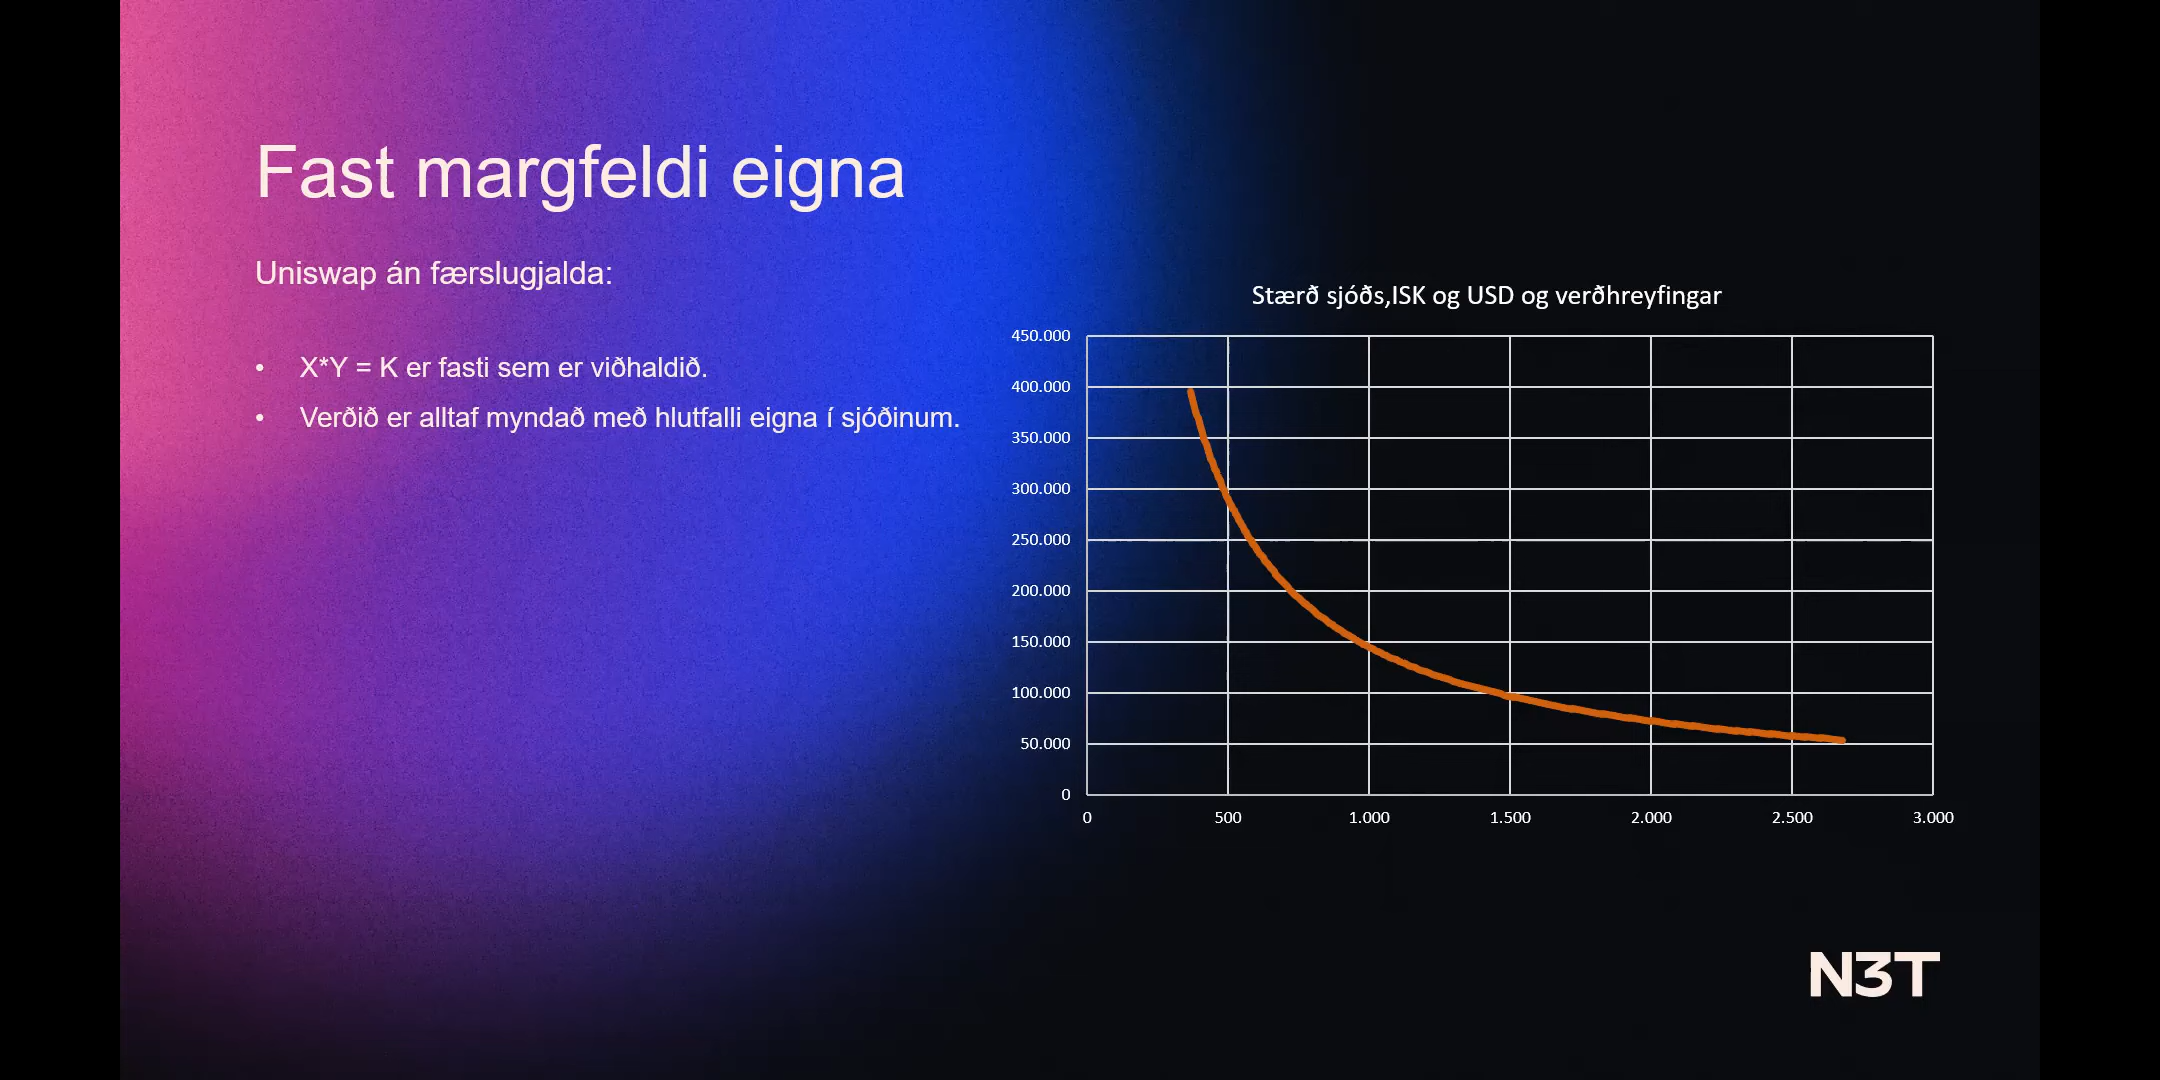 Fast margfeldi eigna
Uniswap án færslugjalda:
• X*Y = K er fasti sem er viðhaldið.
• Verðið er alltaf myndað með hlutfalli eigna í sjóðinum.
Stærð sjóðs,ISK og USD og verðhreyfingar
450.000
400.000
350.000
300.000
250.000
200.000
150.000
100.000
50.000
0
0 500 1.000 1.500 2.000 2.500 3.000
N3T